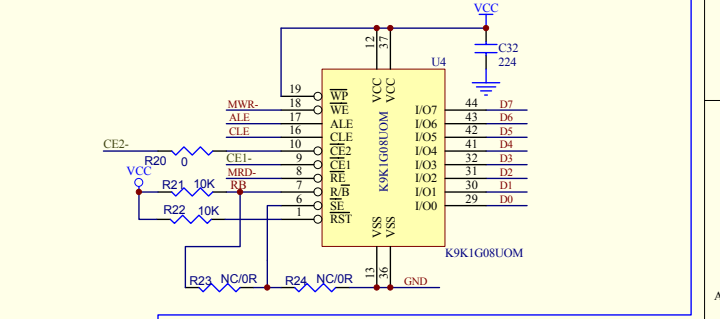 VCC
12
37
C32
224
U4
VCC
VCC
19
WP
MWR-
18
WE
I/O7
44
D7
ALE
17
ALE
I/O6
43
D6
CLE
16
CLE
I/O5
42
D5
CE2-
R20
0
10
CE2
I/O4
41
D4
CE1-
9
CE1
I/O3
32
D3
VCC
MRD-
8
RE
I/O2
31
D2
R21
10K
RB
7
R/B
I/O1
30
D1
6
SE
I/O0
29
D0
R22
10K
1
RST
K9K1G08UOM
VSS
VSS
K9K1G08UOM
13
36
R23
NC/0R
R24
NC/0R
GND
A